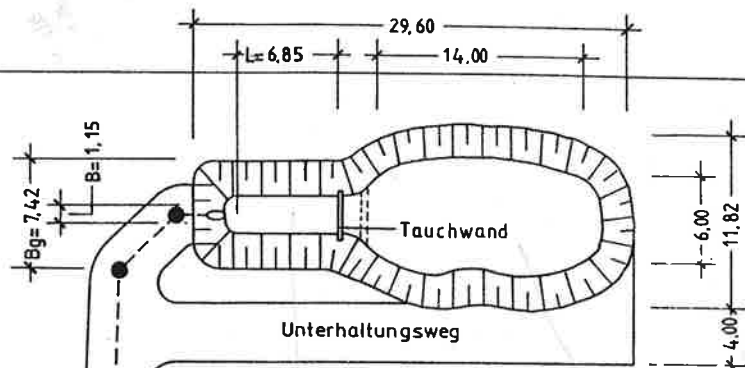 29,60
L=6,85
14,00
B=1,15
Bg=7,42
Tauchwand
6,00
11,82
Unterhaltungsweg
4,00